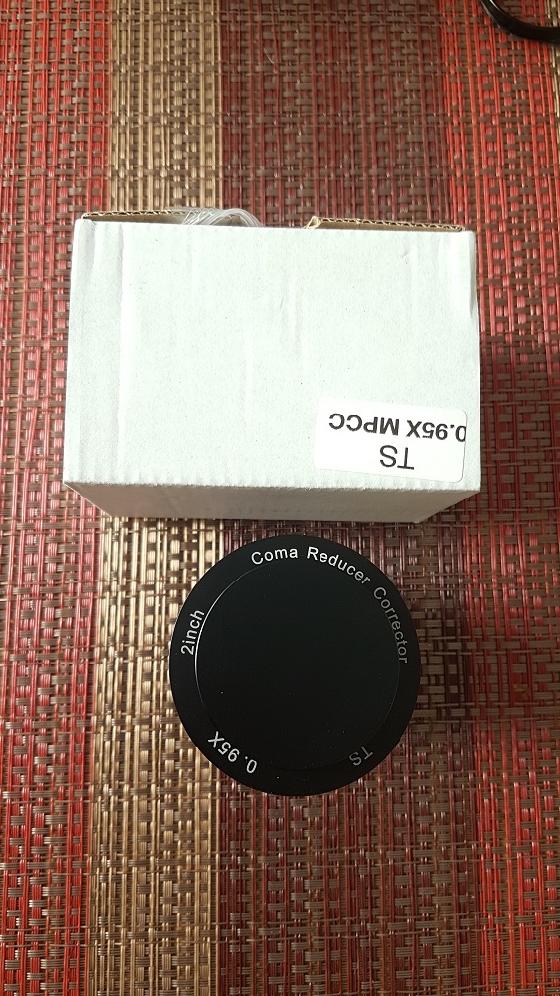 TS
0.95X MPCC
Coma Reducer Corrector
TS
0.95X
2inch